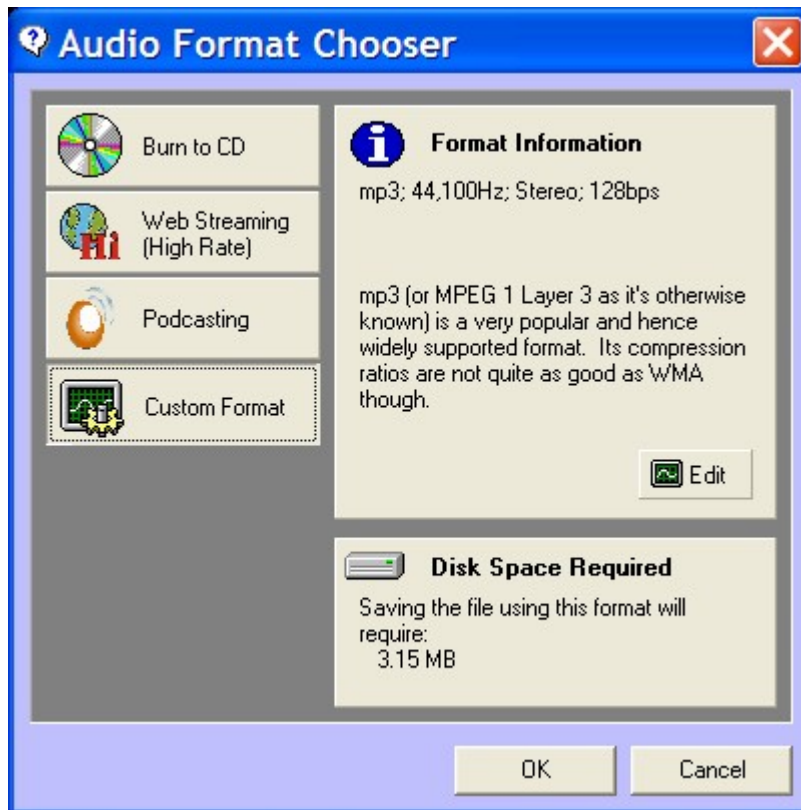 Audio Format Chooser
Burn to CD
Web Streaming
(High Rate)
Podcasting
Custom Format
Format Information
mp3; 44,100Hz; Stereo; 128bps
mp3 (or MPEG 1 Layer 3 as it's otherwise
known) is a very popular and hence
widely supported format. Its compression
ratios are not quite as good as WMA
though.
Edit
Disk Space Required
Saving the file using this format will
require:
3.15 MB
OK
Cancel